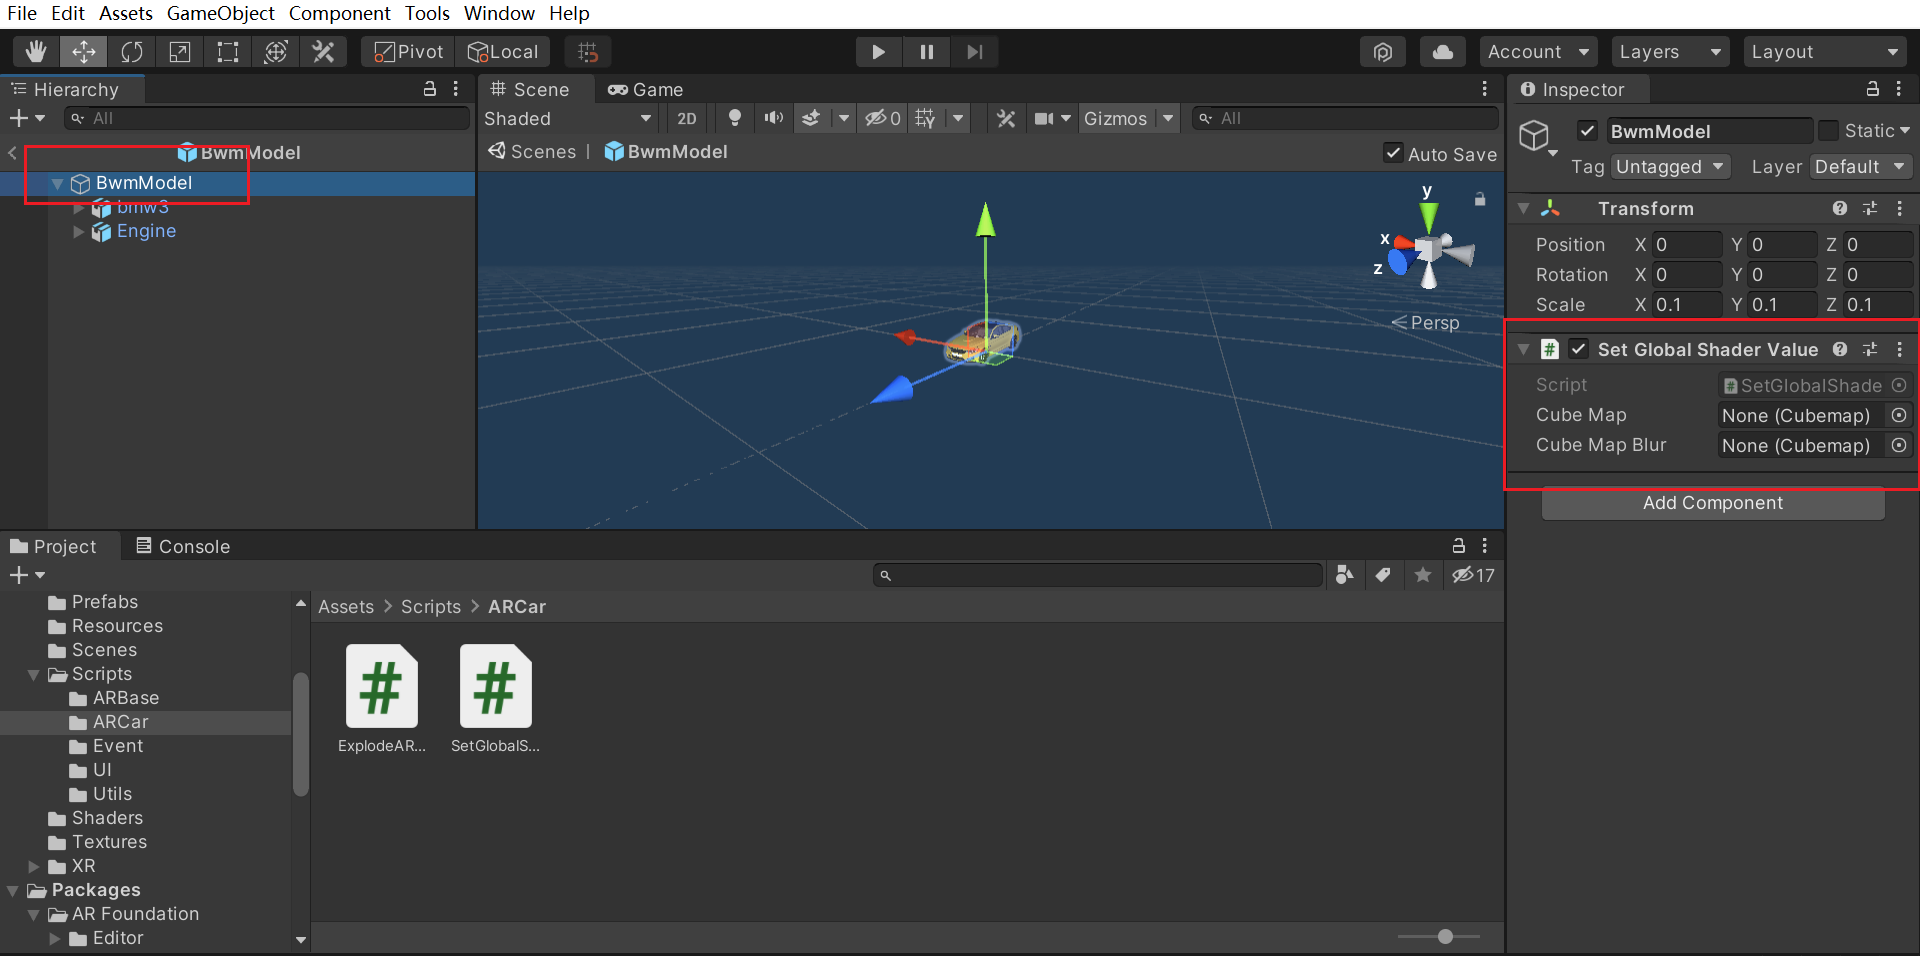 File Edit Assets GameObject Component Tools Window Help
Pivot Local Account Layers Layout
Hierarchy
All
BwmModel
BwmModel
bmw3
Engine
Scene Game
Shaded 2D 0 Gizmos All
Scenes | BwmModel Auto Save
y
x
z
Persp
Inspector
BwmModel Static
Tag Untagged Layer Default
Transform
Position X 0 Y 0 Z 0
Rotation X 0 Y 0 Z 0
Scale X 0.1 Y 0.1 Z 0.1
# Set Global Shader Value
Script # SetGlobalShade
Cube Map None (Cubemap)
Cube Map Blur None (Cubemap)
Add Component
Project Console
17
Prefabs
Resources
Scenes
Scripts
ARBase
ARCar
Event
UI
Utils
Shaders
Textures
XR
Packages
AR Foundation
Editor
Assets > Scripts > ARCar
# #
ExplodeAR... SetGlobalS...